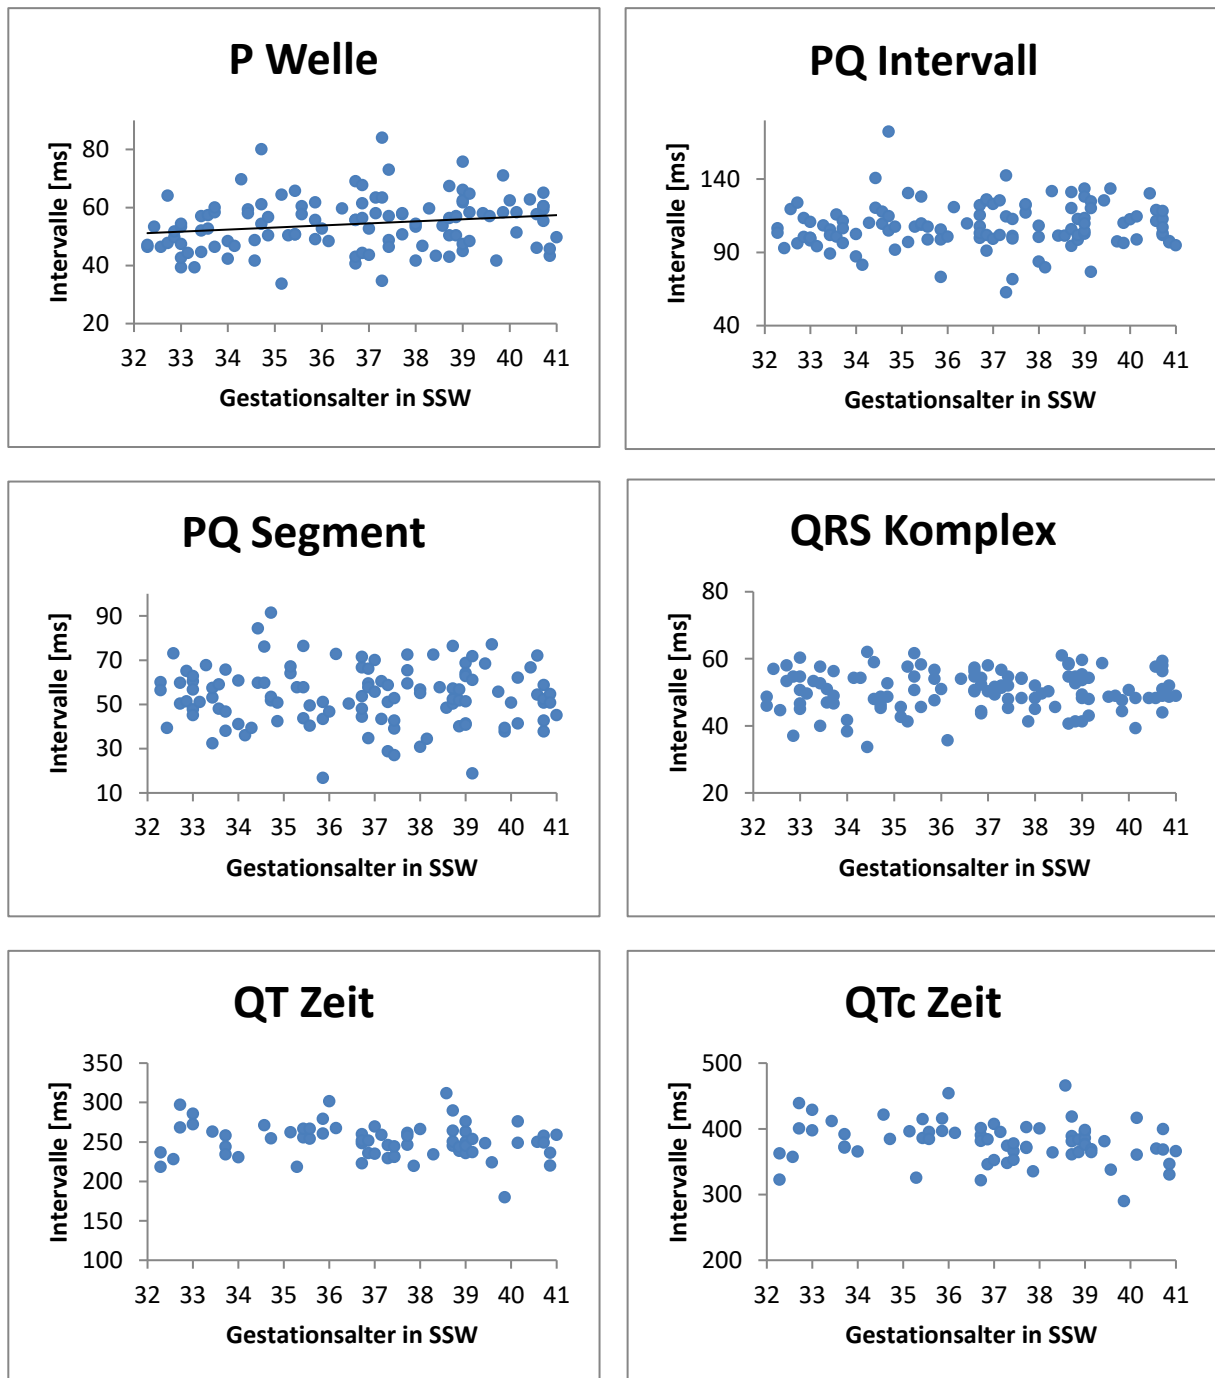 P Welle
Intervalle [ms]
80
60
40
20
32 33 34 35 36 37 38 39 40 41
Gestationsalter in SSW
PQ Intervall
Intervalle [ms]
140
90
40
32 33 34 35 36 37 38 39 40 41
Gestationsalter in SSW
PQ Segment
Intervalle [ms]
90
70
50
30
10
32 33 34 35 36 37 38 39 40 41
Gestationsalter in SSW
QRS Komplex
Intervalle [ms]
80
60
40
20
32 33 34 35 36 37 38 39 40 41
Gestationsalter in SSW
QT Zeit
Intervalle [ms]
350
300
250
200
150
100
32 33 34 35 36 37 38 39 40 41
Gestationsalter in SSW
QTc Zeit
Intervalle [ms]
500
400
300
200
32 33 34 35 36 37 38 39 40 41
Gestationsalter in SSW